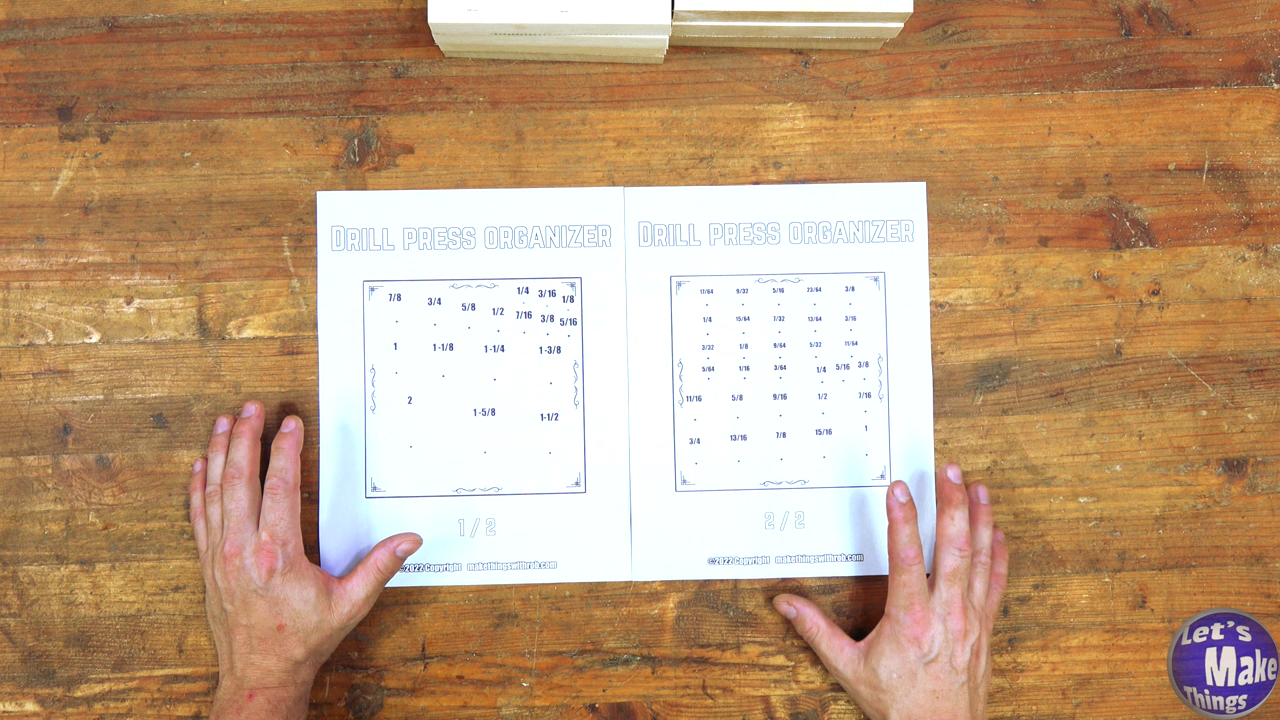 DRILL PRESS ORGANIZER
7/8 3/4 5/8 1/2 1/4 3/16 1/8
7/16 3/8 5/16
1 1-1/8 1-1/4 1-3/8
2 1-5/8 1-1/2
1/2
©2022 Copyright makethingswithrob.com
DRILL PRESS ORGANIZER
17/64 9/32 5/16 23/64 3/8
1/4 15/64 7/32 13/64 3/16
3/32 1/8 9/64 5/32 11/64
5/64 1/16 3/64 1/4 5/16 3/8
11/16 5/8 9/16 1/2 7/16
3/4 13/16 7/8 15/16 1
2/2
©2022 Copyright makethingswithrob.com
Let's
Make
Things